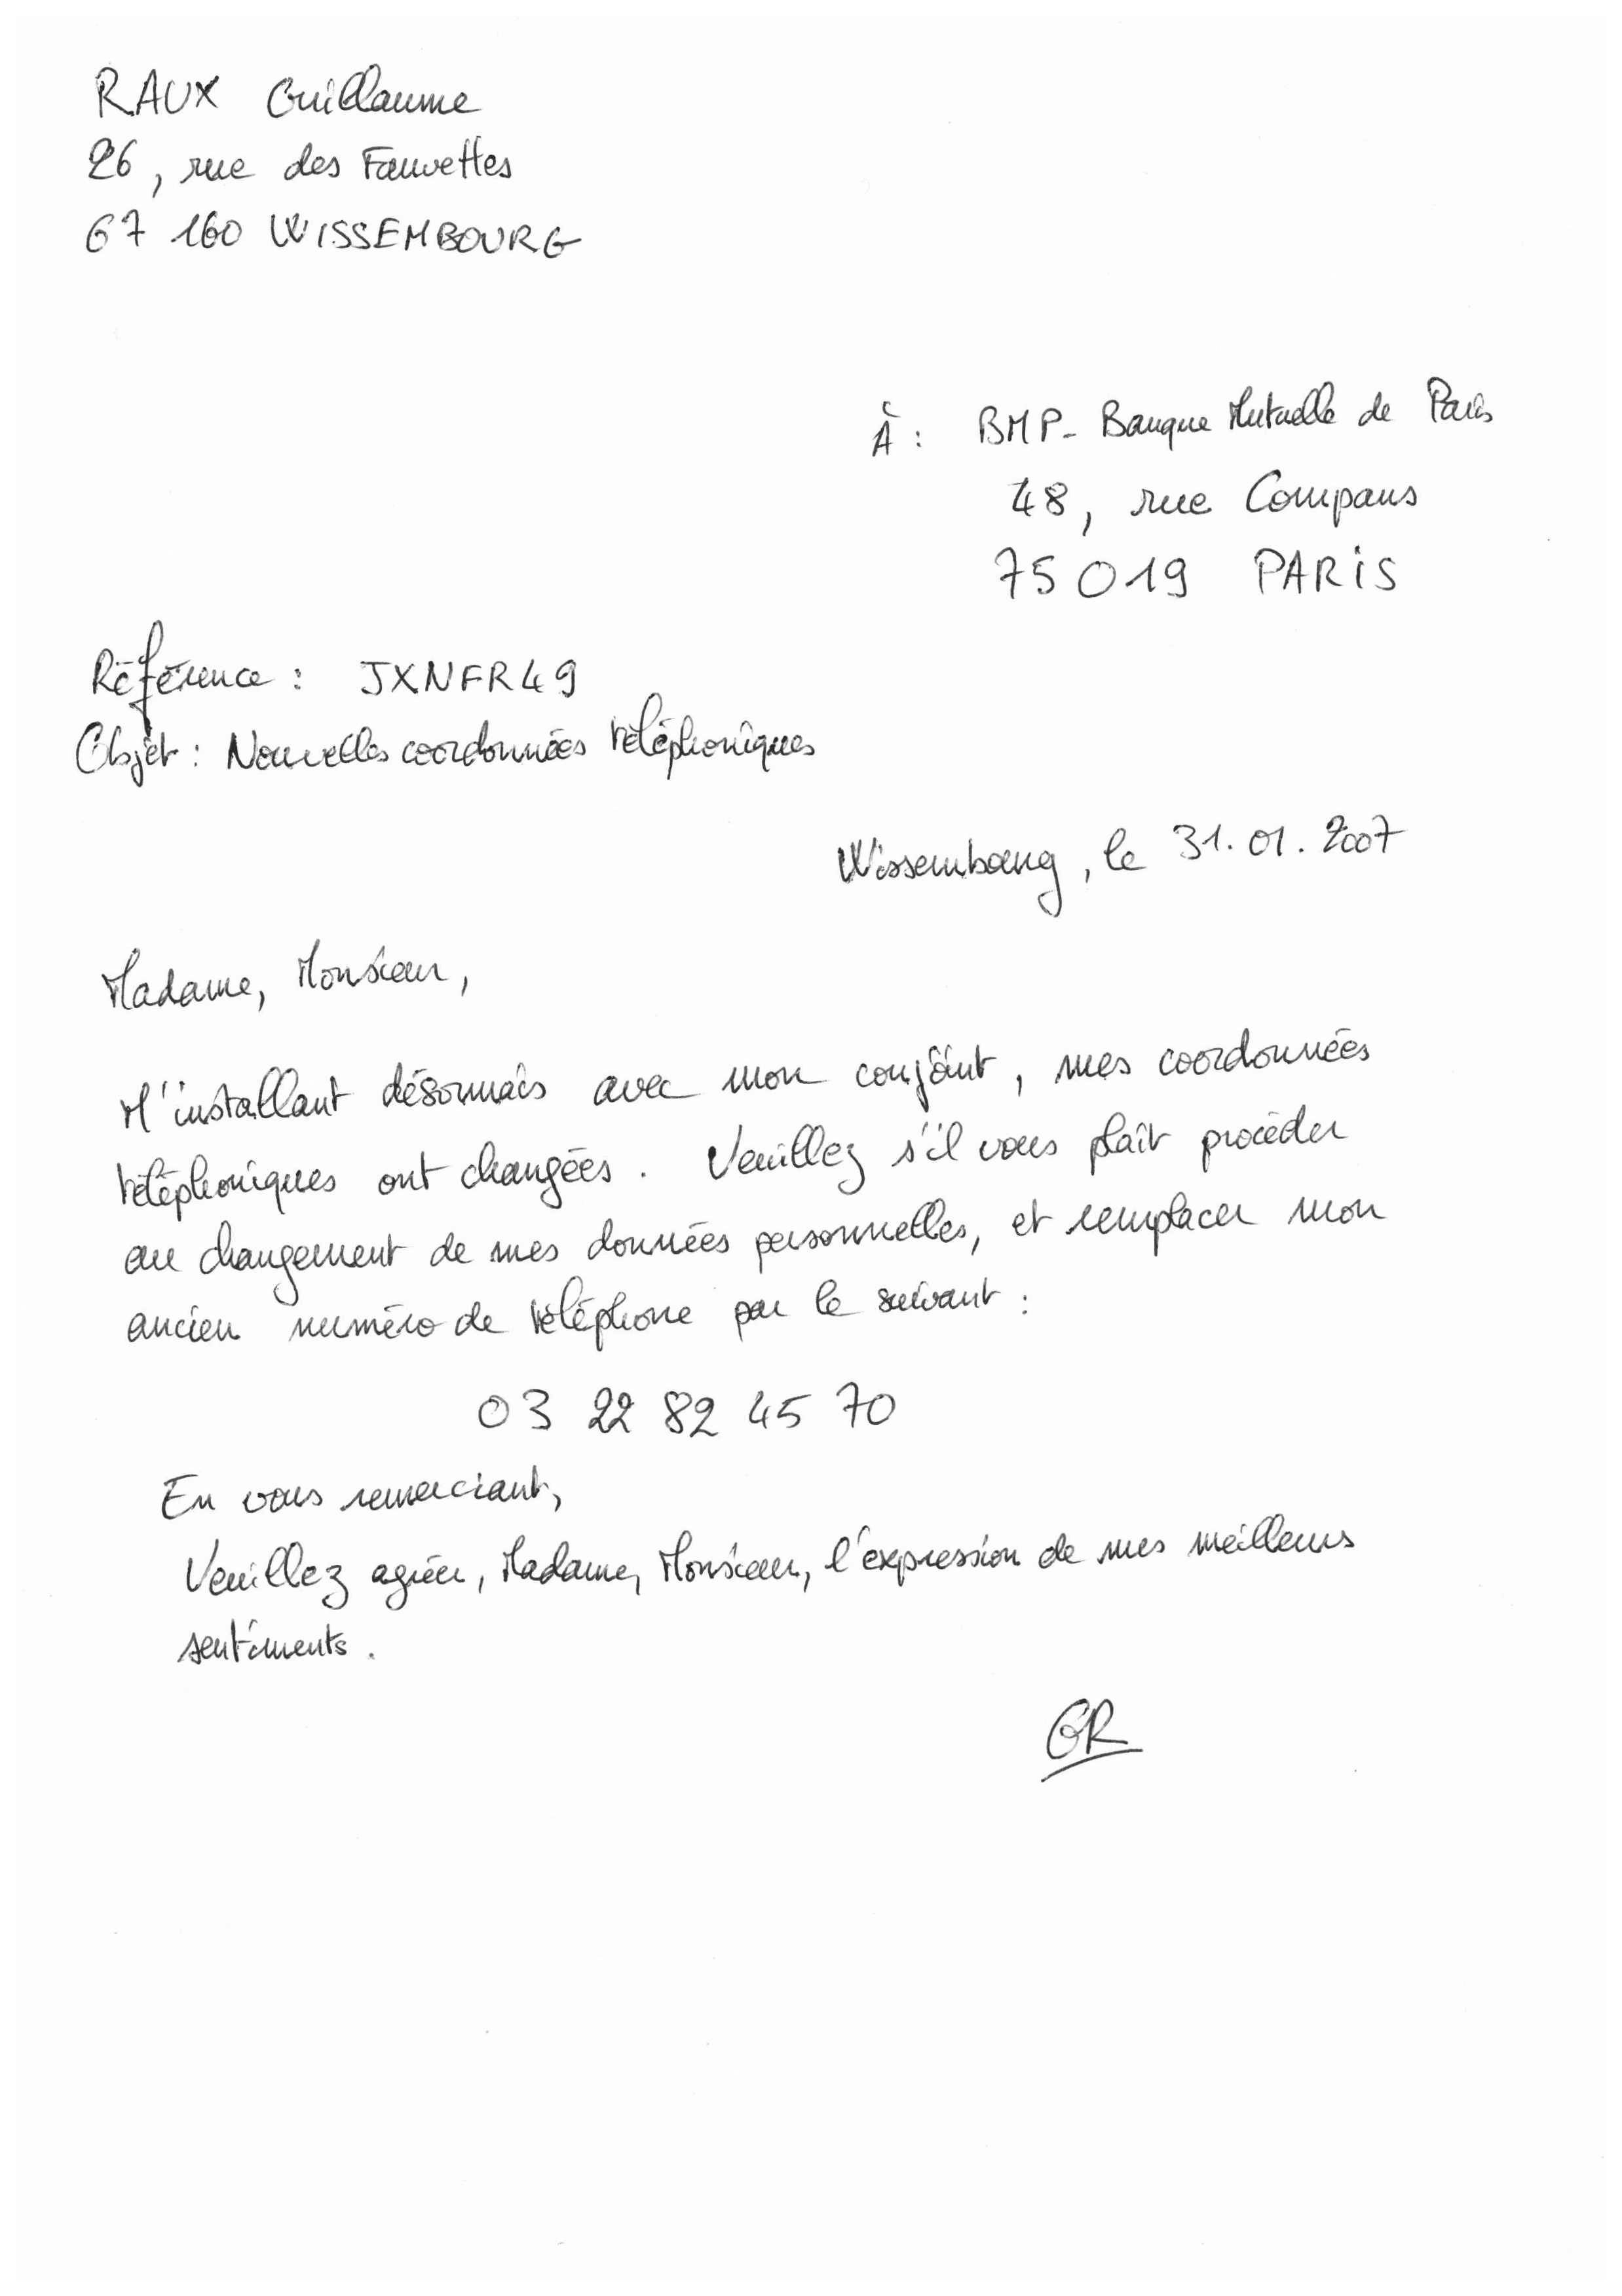 RAUX Guillaume
26, rue des Fauvettes
67 160 WISSEMBOURG
À : BMP - Banque Mutuelle de Paris
48, rue Compans
75 019 PARIS
Référence : JXNFR49
Objet : Nouvelles coordonnées téléphoniques
Wissembourg, le 31.01.2007
Madame, Monsieur,
M'installant désormais avec mon conjoint, mes coordonnées
téléphoniques ont changées. Veuillez s'il vous plaît procéder
au changement de mes données personnelles, et remplacer mon
ancien numéro de téléphone par le suivant :
03 22 82 45 70
En vous remerciant,
Veuillez agréer, Madame, Monsieur, l'expression de mes meilleurs
sentiments.
GR